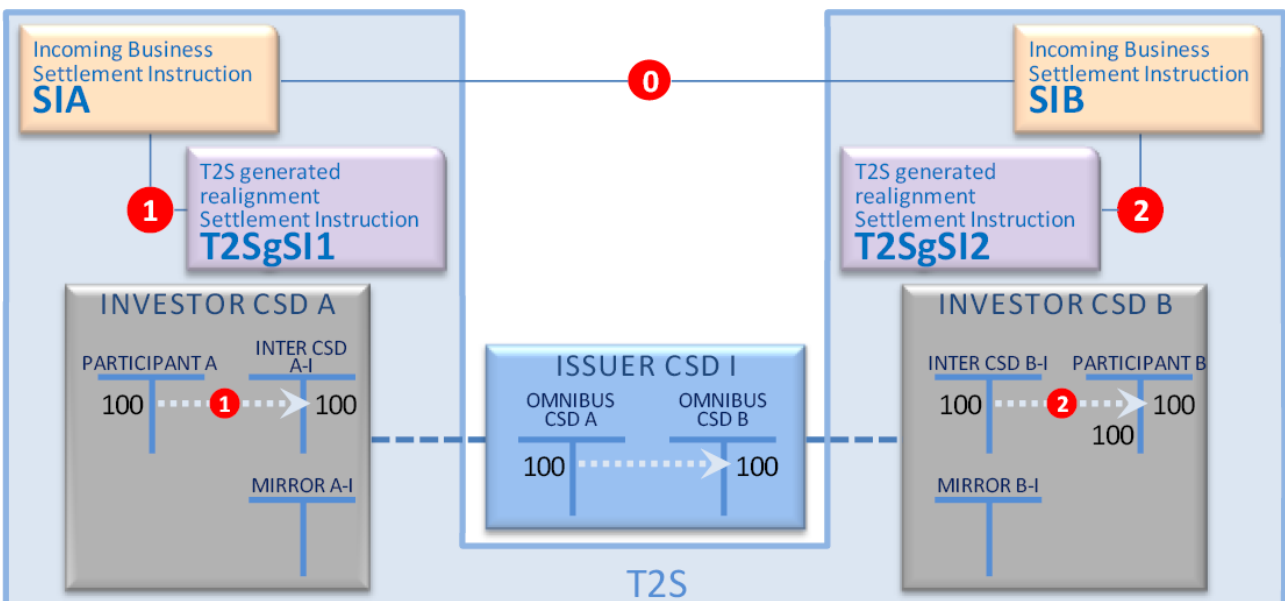 Incoming Business
Settlement Instruction
SIA
0
Incoming Business
Settlement Instruction
SIB
1
T2S generated
realignment
Settlement Instruction
T2SgSI1
T2S generated
realignment
Settlement Instruction
T2SgSI2
2
INVESTOR CSD A
PARTICIPANT A
INTER CSD
A-I
100
1
100
MIRROR A-I
ISSUER CSD I
OMNIBUS
CSD A
OMNIBUS
CSD B
100
100
INVESTOR CSD B
INTER CSD B-I
PARTICIPANT B
100
2
100
100
MIRROR B-I
T2S